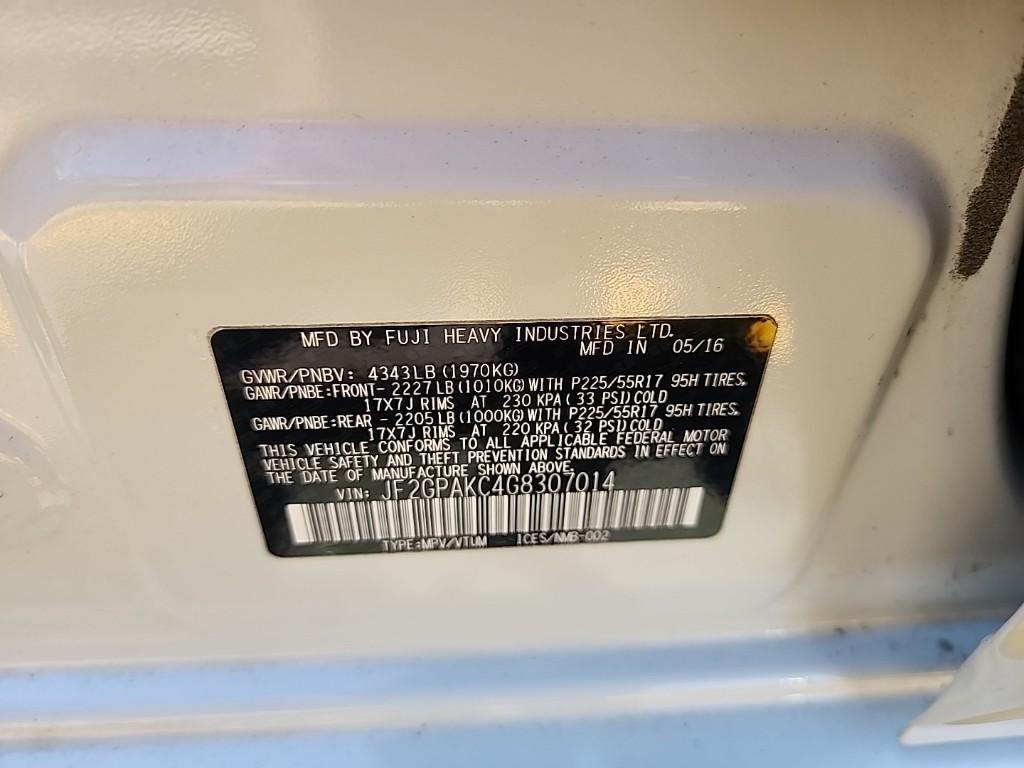 MFD BY FUJI HEAVY INDUSTRIES LTD.
MFD IN 05/16
GVWR/PNBV: 4343LB (1970KG)
GAWR/PNBE:FRONT- 2227LB(1010KG)WITH P225/55R17 95H TIRES.
17X7J RIMS AT 230 KPA ( 33 PSI)COLD
GAWR/PNBE:REAR - 2205LB(1000KG)WITH P225/55R17 95H TIRES.
17X7J RIMS AT 220 KPA ( 32 PSI)COLD
THIS VEHICLE CONFORMS TO ALL APPLICABLE FEDERAL MOTOR
VEHICLE SAFETY AND THEFT PREVENTION STANDARDS IN EFFECT ON
THE DATE OF MANUFACTURE SHOWN ABOVE.
VIN: JF2GPAKC4G8307014
TYPE:MPV/VTUM ICES/NMB-002